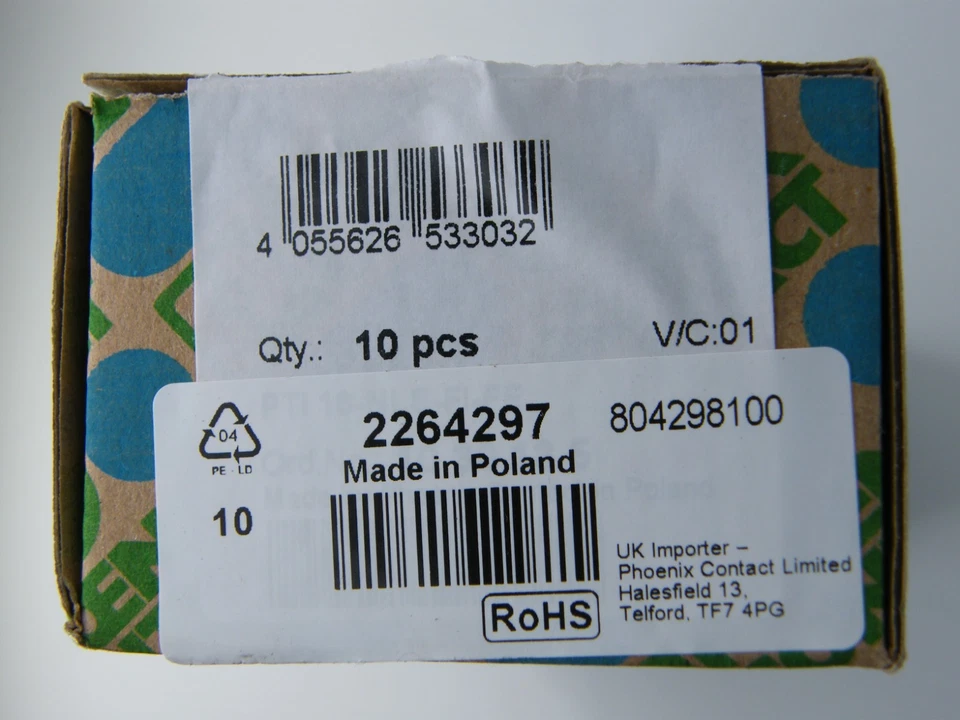 4 055626 533032
Qty.: 10 pcs
V/C:01
04
PE - LD
2264297
804298100
Made in Poland
10
UK Importer –
Phoenix Contact Limited
Halesfield 13,
Telford, TF7 4PG
RoHS